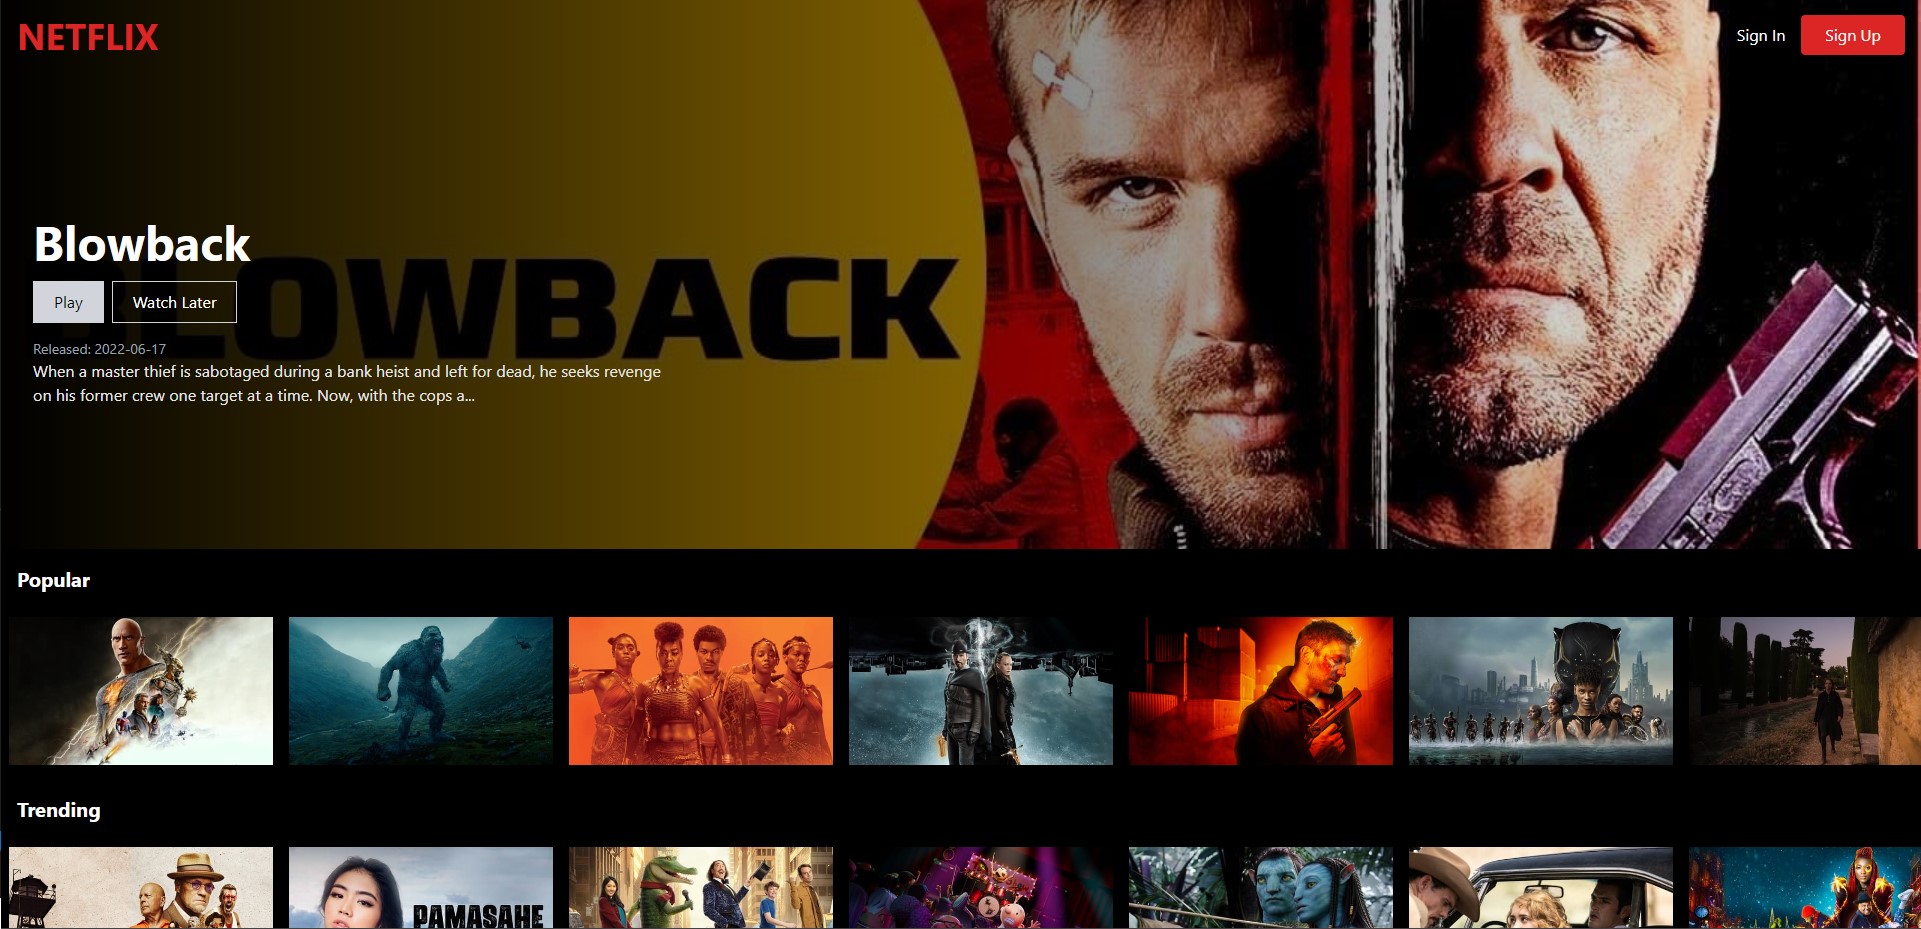 NETFLIX
Sign In
Sign Up
Blowback
BLOWBACK
Play
Watch Later
Released: 2022-06-17
When a master thief is sabotaged during a bank heist and left for dead, he seeks revenge
on his former crew one target at a time. Now, with the cops a...
Popular
Trending
PAMASAHE